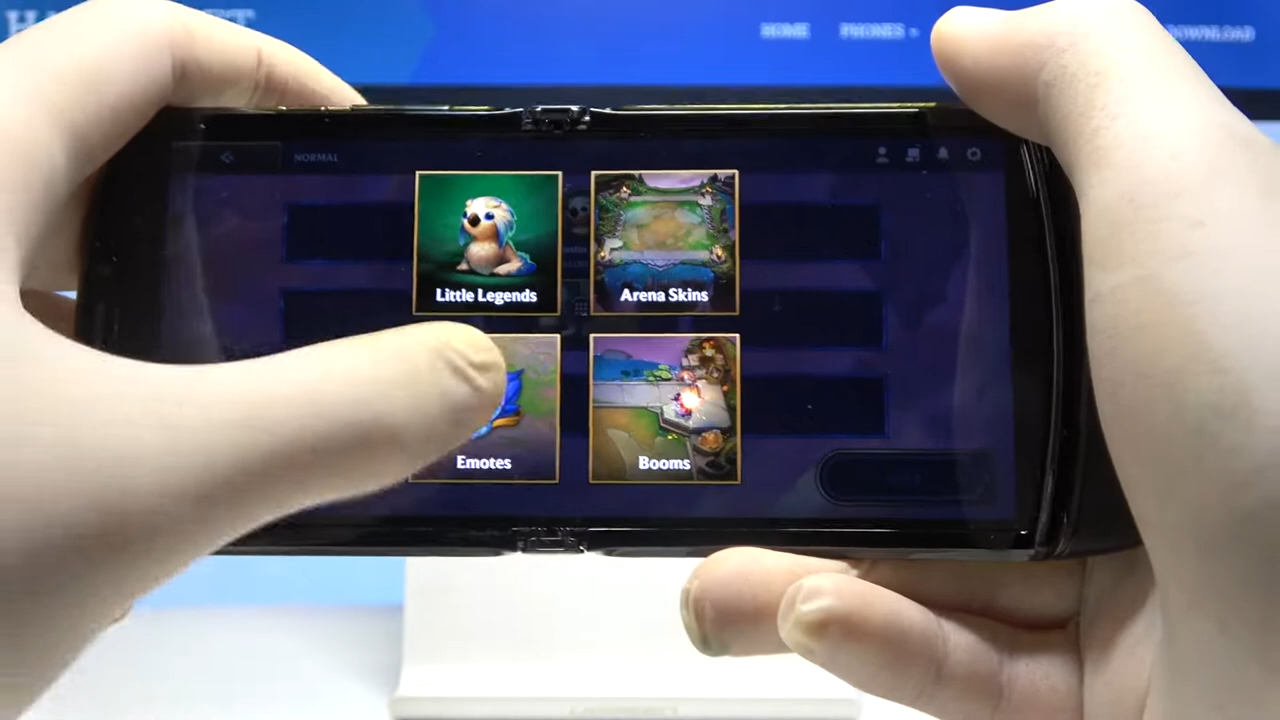 HOME
PHONES
DOWNLOAD
NORMAL
Little Legends
Arena Skins
Emotes
Booms